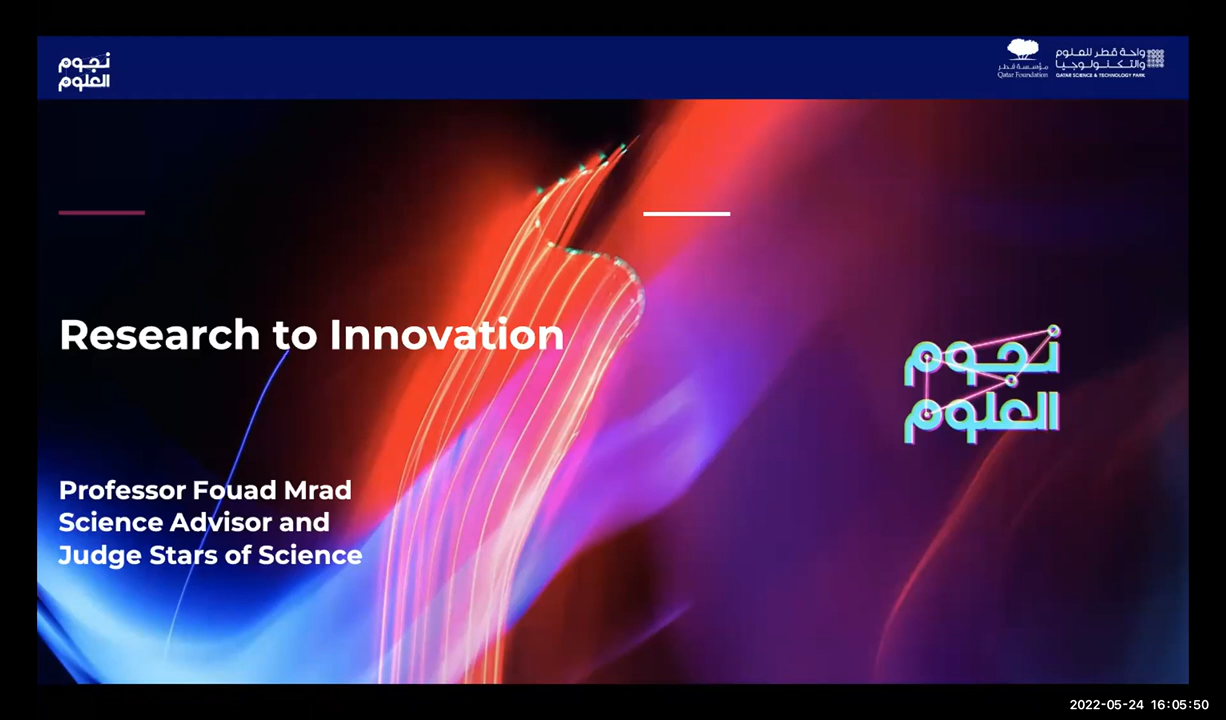 نجوم
العلوم
مؤسسة قطر
Qatar Foundation
واحة قطر للعلوم
والتكنولوجيا
QATAR SCIENCE & TECHNOLOGY PARK
Research to Innovation
نجوم
العلوم
Professor Fouad Mrad
Science Advisor and
Judge Stars of Science
2022-05-24 16:05:50